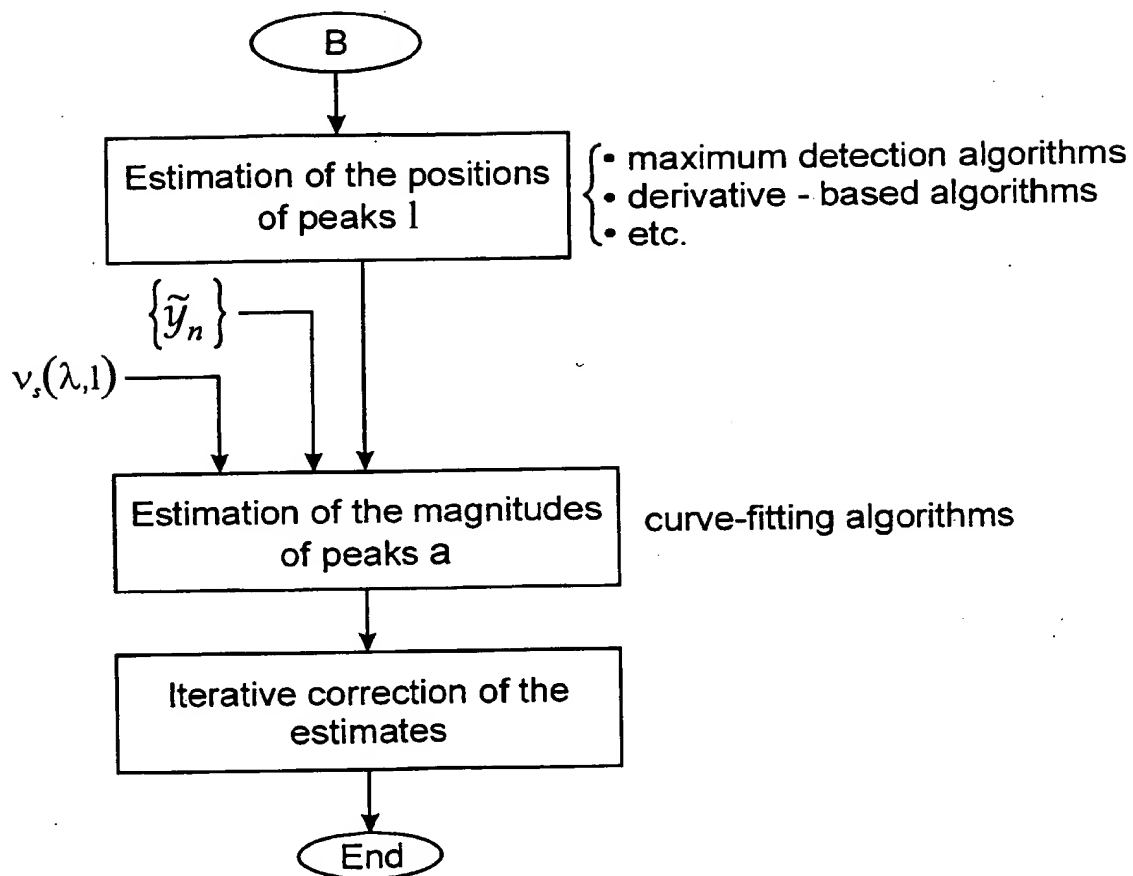 B
Estimation of the positions
of peaks l
• maximum detection algorithms
• derivative - based algorithms
• etc.
{ỹₙ}
νₛ(λ,l)
Estimation of the magnitudes
of peaks a
curve-fitting algorithms
Iterative correction of the
estimates
End